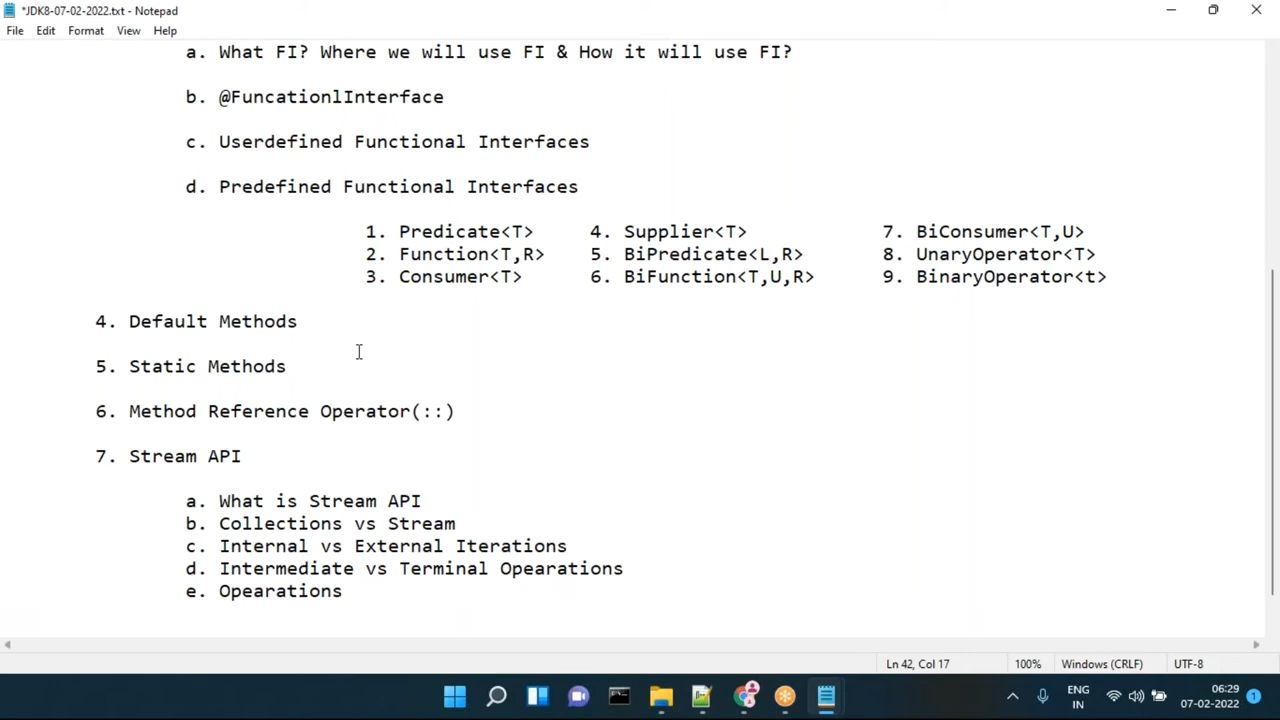 *JDK8-07-02-2022.txt - Notepad
File Edit Format View Help
a. What FI? Where we will use FI & How it will use FI?
b. @FuncationlInterface
c. Userdefined Functional Interfaces
d. Predefined Functional Interfaces
1. Predicate<T> 4. Supplier<T> 7. BiConsumer<T,U>
2. Function<T,R> 5. BiPredicate<L,R> 8. UnaryOperator<T>
3. Consumer<T> 6. BiFunction<T,U,R> 9. BinaryOperator<t>
4. Default Methods
5. Static Methods
6. Method Reference Operator(::)
7. Stream API
a. What is Stream API
b. Collections vs Stream
c. Internal vs External Iterations
d. Intermediate vs Terminal Opearations
e. Opearations
Ln 42, Col 17 100% Windows (CRLF) UTF-8
ENG 06:29
IN 07-02-2022 1